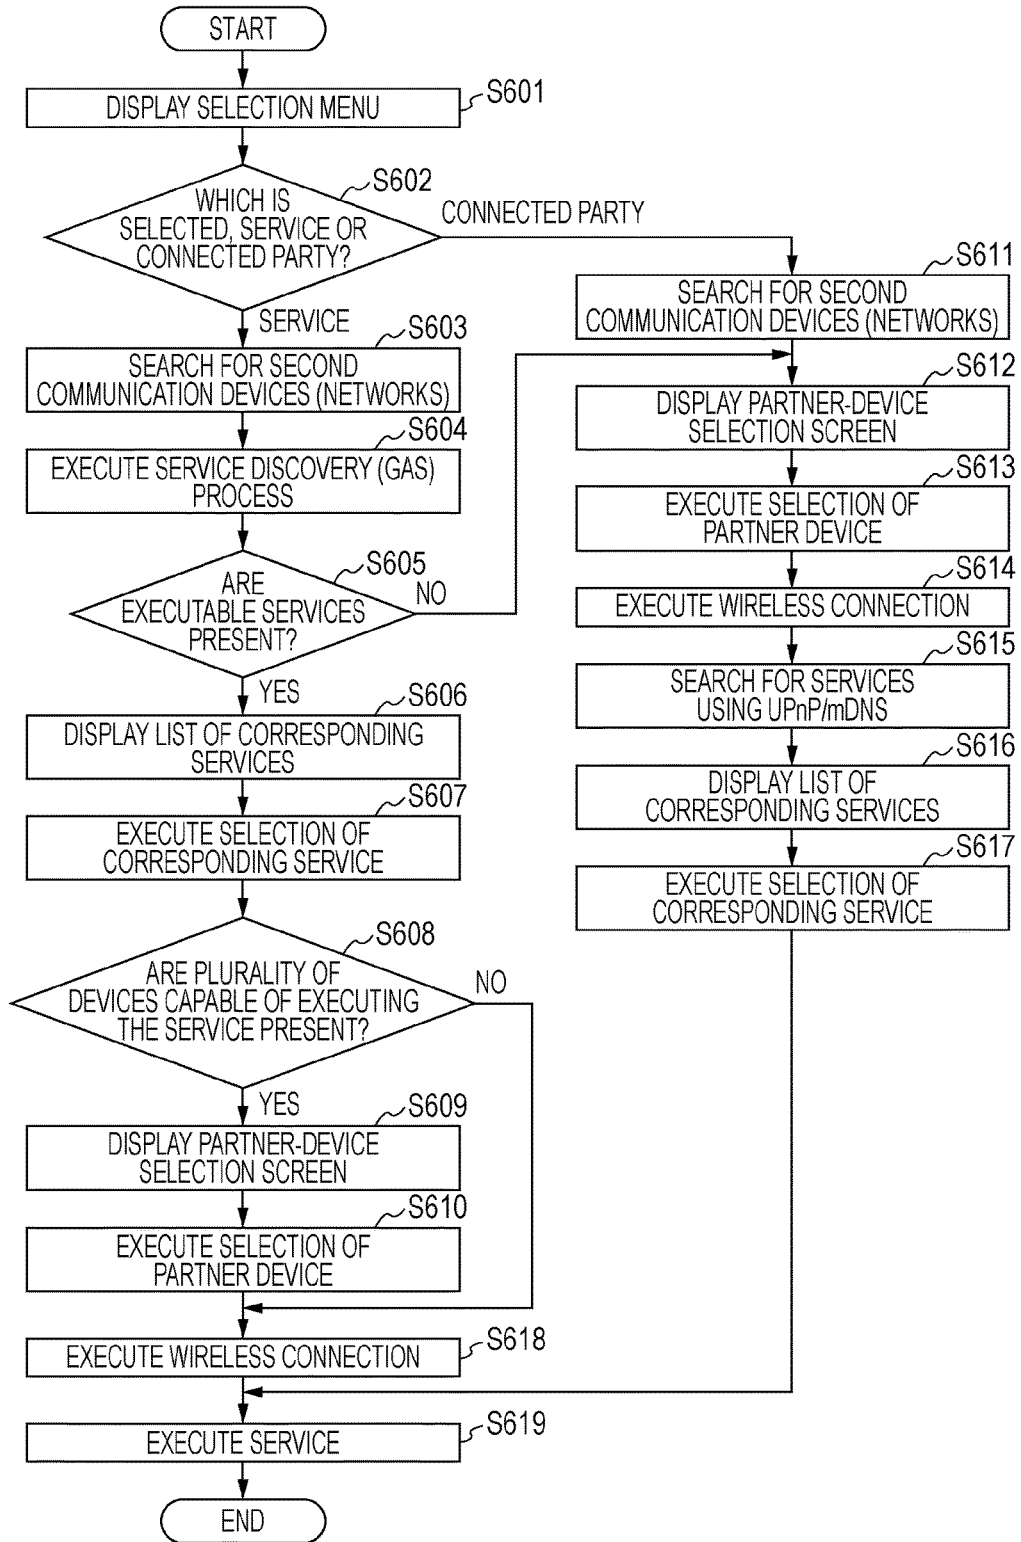 START
DISPLAY SELECTION MENU
S601
WHICH IS
SELECTED, SERVICE OR
CONNECTED PARTY?
S602
CONNECTED PARTY
SERVICE
S603
SEARCH FOR SECOND
COMMUNICATION DEVICES (NETWORKS)
S604
EXECUTE SERVICE DISCOVERY (GAS)
PROCESS
S605
ARE
EXECUTABLE SERVICES
PRESENT?
NO
YES
S606
DISPLAY LIST OF CORRESPONDING
SERVICES
S607
EXECUTE SELECTION OF
CORRESPONDING SERVICE
S608
ARE PLURALITY OF
DEVICES CAPABLE OF EXECUTING
THE SERVICE PRESENT?
NO
YES
S609
DISPLAY PARTNER-DEVICE
SELECTION SCREEN
S610
EXECUTE SELECTION OF
PARTNER DEVICE
S611
SEARCH FOR SECOND
COMMUNICATION DEVICES (NETWORKS)
S612
DISPLAY PARTNER-DEVICE
SELECTION SCREEN
S613
EXECUTE SELECTION OF
PARTNER DEVICE
S614
EXECUTE WIRELESS CONNECTION
S615
SEARCH FOR SERVICES
USING UPnP/mDNS
S616
DISPLAY LIST OF
CORRESPONDING SERVICES
S617
EXECUTE SELECTION OF
CORRESPONDING SERVICE
EXECUTE WIRELESS CONNECTION
S618
EXECUTE SERVICE
S619
END